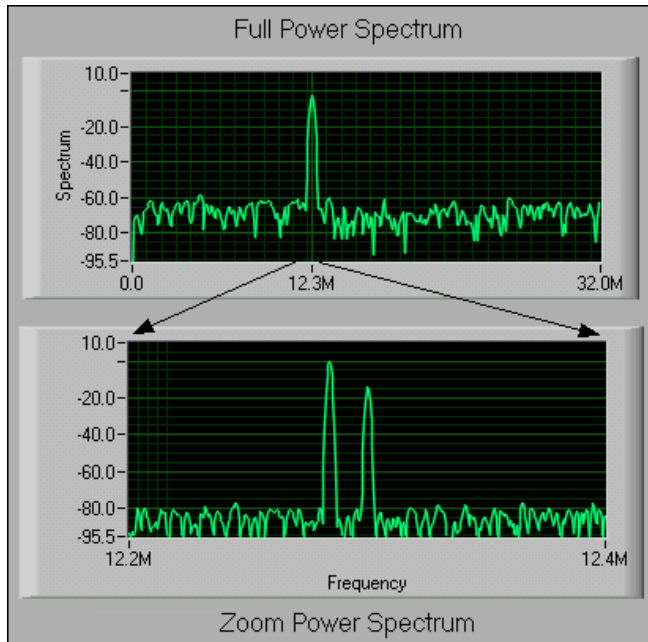 Full Power Spectrum
10.0
-20.0
-40.0
-60.0
-80.0
-95.5
Spectrum
0.0 12.3M 32.0M
10.0
-20.0
-40.0
-60.0
-80.0
-95.5
12.2M 12.4M
Frequency
Zoom Power Spectrum